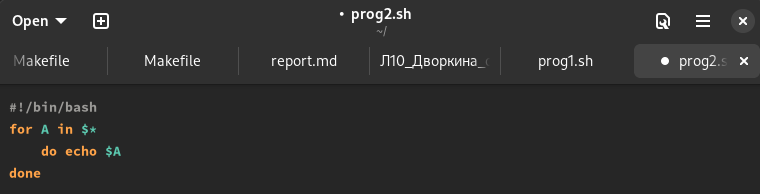 Open
• prog2.sh
~/
Makefile
Makefile
report.md
Л10_Дворкина_
prog1.sh
• prog2.s
#!/bin/bash
for A in $*
    do echo $A
done